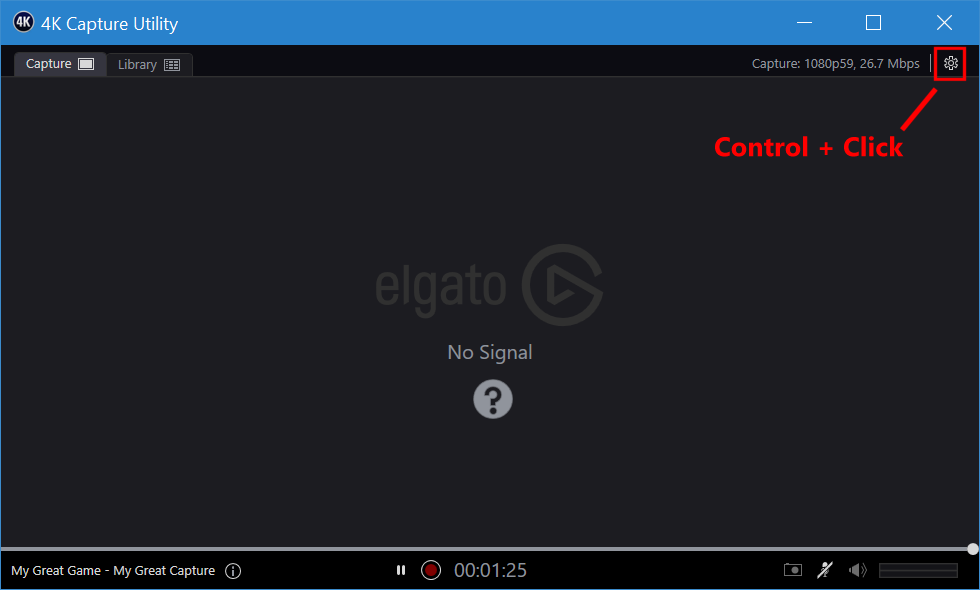 4K 4K Capture Utility
Capture Library Capture: 1080p59, 26.7 Mbps
Control + Click
elgato
No Signal
?
My Great Game - My Great Capture 00:01:25